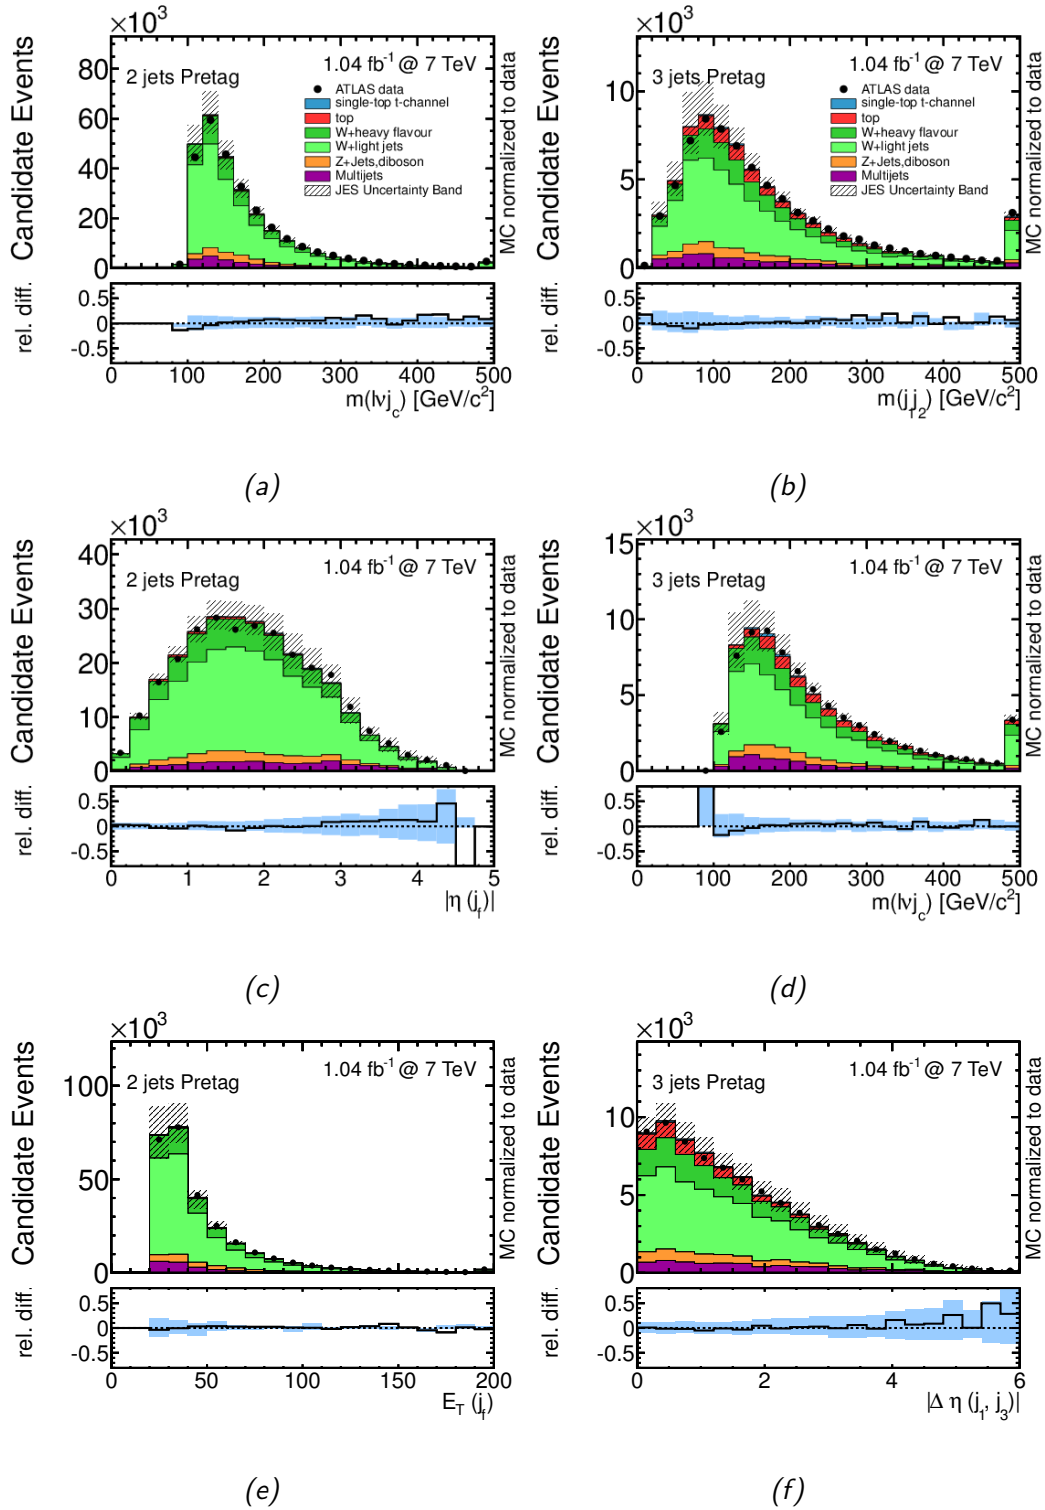 ×10³
Candidate Events
80
60
40
20
0
2 jets Pretag
1.04 fb⁻¹ @ 7 TeV
ATLAS data
single-top t-channel
top
W+heavy flavour
W+light jets
Z+Jets,diboson
Multijets
JES Uncertainty Band
MC normalized to data
rel. diff.
0.5
0
-0.5
0 100 200 300 400 500
m(lνj_c) [GeV/c²]
(a)
×10³
Candidate Events
10
5
0
3 jets Pretag
1.04 fb⁻¹ @ 7 TeV
ATLAS data
single-top t-channel
top
W+heavy flavour
W+light jets
Z+Jets,diboson
Multijets
JES Uncertainty Band
MC normalized to data
rel. diff.
0.5
0
-0.5
0 100 200 300 400 500
m(j₁j₂) [GeV/c²]
(b)
×10³
Candidate Events
40
30
20
10
0
2 jets Pretag
1.04 fb⁻¹ @ 7 TeV
MC normalized to data
rel. diff.
0.5
0
-0.5
0 1 2 3 4 5
|η (j_f)|
(c)
×10³
Candidate Events
15
10
5
0
3 jets Pretag
1.04 fb⁻¹ @ 7 TeV
MC normalized to data
rel. diff.
0.5
0
-0.5
0 100 200 300 400 500
m(lνj_c) [GeV/c²]
(d)
×10³
Candidate Events
100
50
0
2 jets Pretag
1.04 fb⁻¹ @ 7 TeV
MC normalized to data
rel. diff.
0.5
0
-0.5
0 50 100 150 200
E_T (j_f)
(e)
×10³
Candidate Events
10
5
0
3 jets Pretag
1.04 fb⁻¹ @ 7 TeV
MC normalized to data
rel. diff.
0.5
0
-0.5
0 2 4 6
|Δ η (j₁, j₃)|
(f)